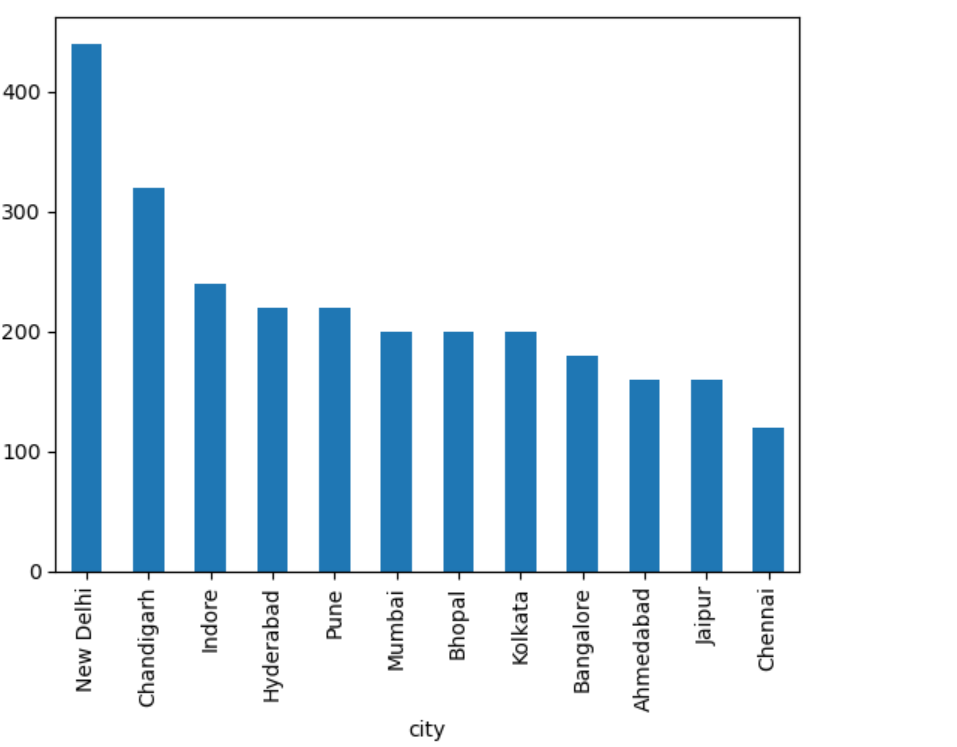 400
300
200
100
0
New Delhi
Chandigarh
Indore
Hyderabad
Pune
Mumbai
Bhopal
Kolkata
Bangalore
Ahmedabad
Jaipur
Chennai
city